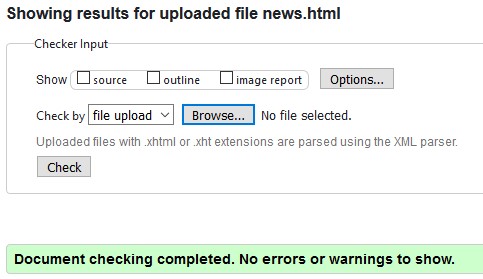 Showing results for uploaded file news.html
Checker Input
Show source outline image report Options...
Check by file upload Browse... No file selected.
Uploaded files with .xhtml or .xht extensions are parsed using the XML parser.
Check
Document checking completed. No errors or warnings to show.